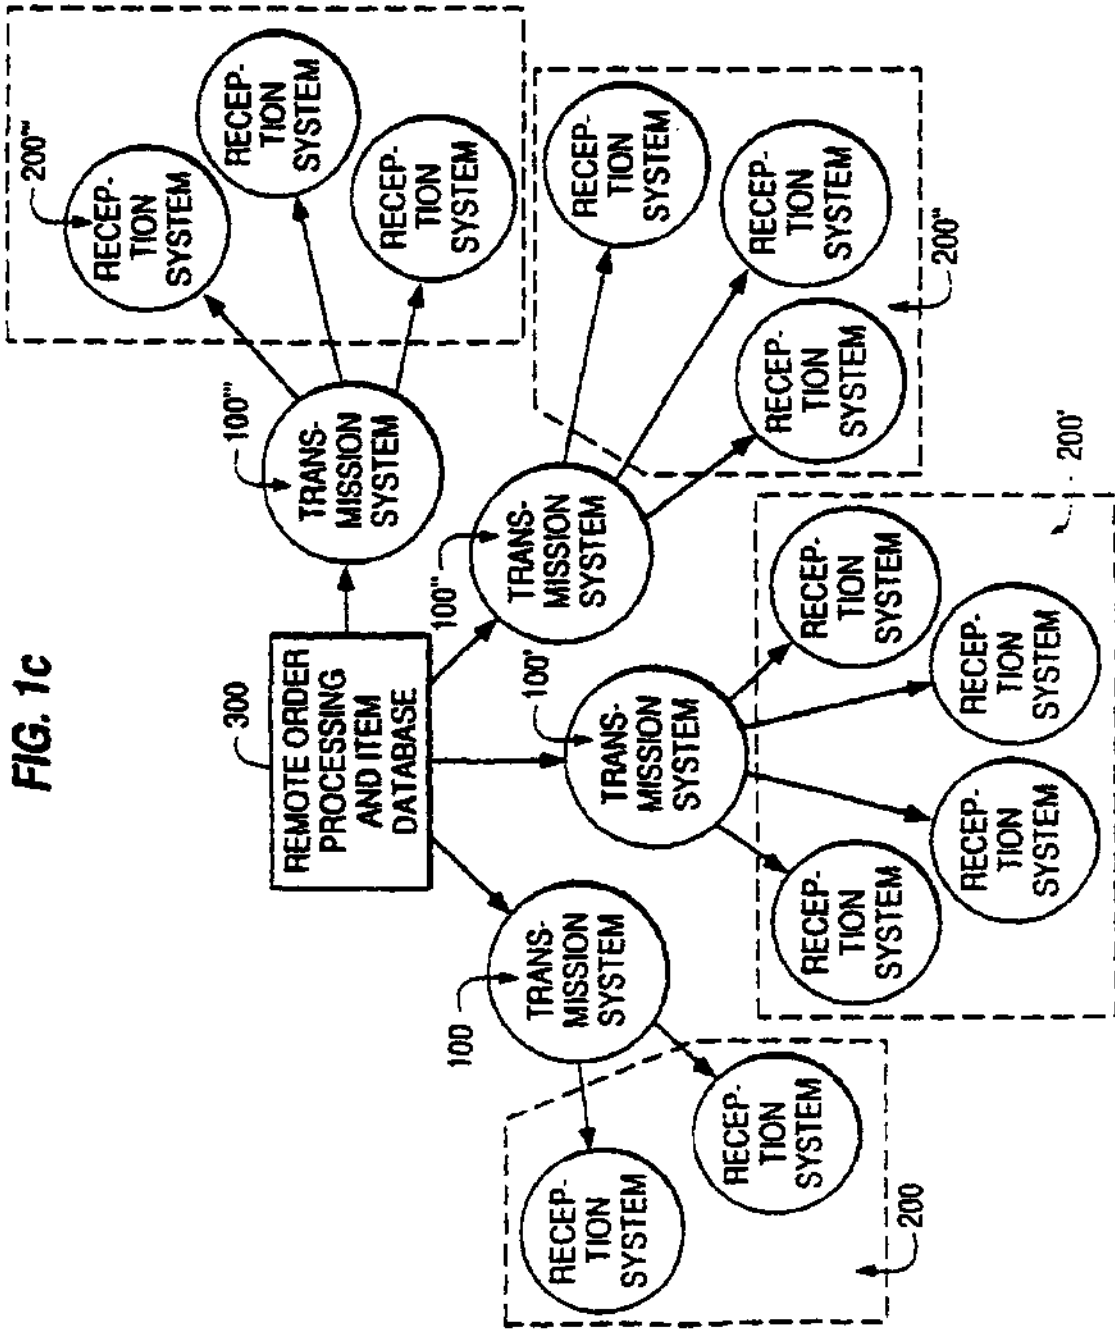 FIG. 1c
300
REMOTE ORDER
PROCESSING
AND ITEM
DATABASE
100
TRANS-
MISSION
SYSTEM
100'
TRANS-
MISSION
SYSTEM
100"
TRANS-
MISSION
SYSTEM
100'"
TRANS-
MISSION
SYSTEM
RECEP-
TION
SYSTEM
RECEP-
TION
SYSTEM
200
RECEP-
TION
SYSTEM
RECEP-
TION
SYSTEM
RECEP-
TION
SYSTEM
RECEP-
TION
SYSTEM
200'
RECEP-
TION
SYSTEM
RECEP-
TION
SYSTEM
RECEP-
TION
SYSTEM
200"
200'"
RECEP-
TION
SYSTEM
RECEP-
TION
SYSTEM
RECEP-
TION
SYSTEM